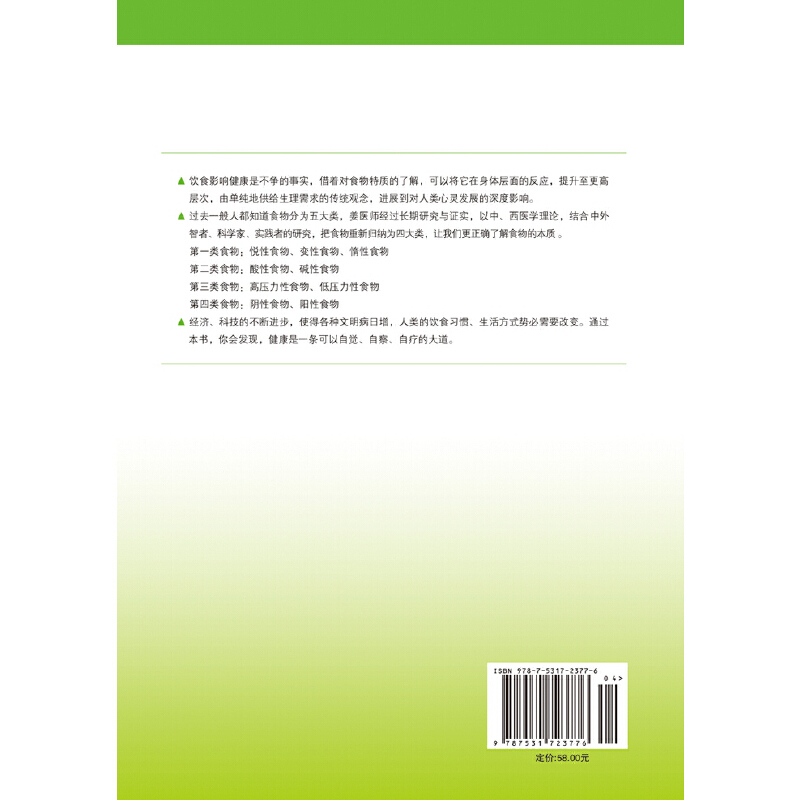 ▲ 饮食影响健康是不争的事实，借着对食物特质的了解，可以将它在身体层面的反应，提升至更高
层次，由单纯地供给生理需求的传统观念，进展到对人类心灵发展的深度影响。
▲ 过去一般人都知道食物分为五大类，姜医师经过长期研究与证实，以中、西医学理论，结合中外
智者、科学家、实践者的研究，把食物重新归纳为四大类，让我们更正确了解食物的本质。
第一类食物：悦性食物、变性食物、惰性食物
第二类食物：酸性食物、碱性食物
第三类食物：高压力性食物、低压力性食物
第四类食物：阴性食物、阳性食物
▲ 经济、科技的不断进步，使得各种文明病日增，人类的饮食习惯、生活方式势必需要改变。通过
本书，你会发现，健康是一条可以自觉、自察、自疗的大道。
ISBN 978-7-5317-2377-6
04>
9 787531 723776
定价:58.00元